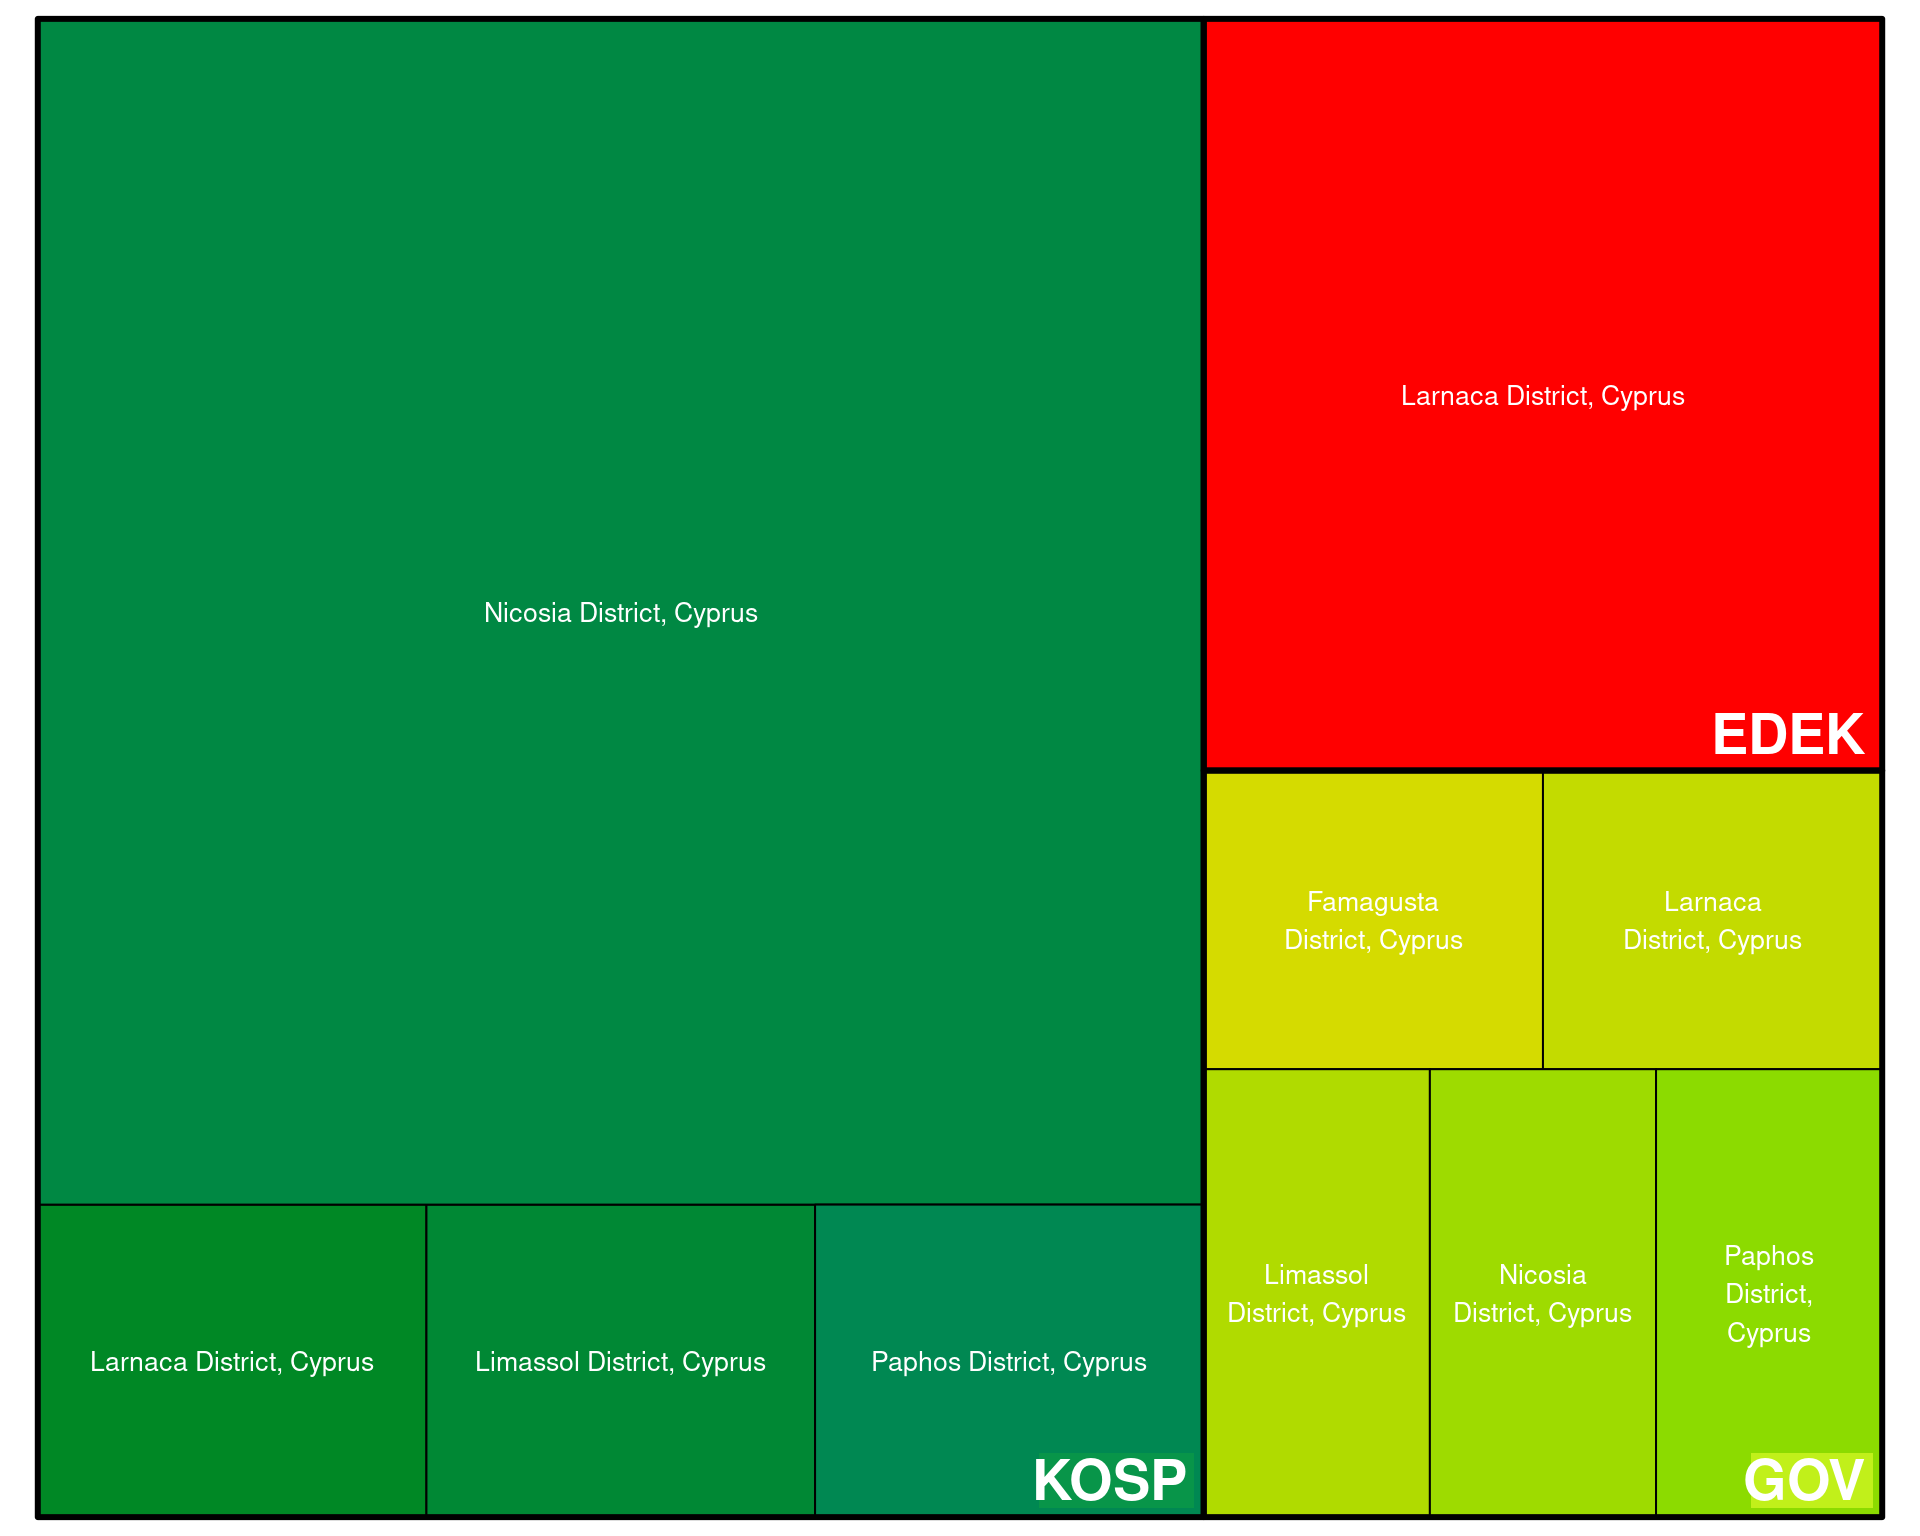 Nicosia District, Cyprus
Larnaca District, Cyprus
Limassol District, Cyprus
Paphos District, Cyprus
KOSP
Larnaca District, Cyprus
EDEK
Famagusta
District, Cyprus
Larnaca
District, Cyprus
Limassol
District, Cyprus
Nicosia
District, Cyprus
Paphos
District,
Cyprus
GOV